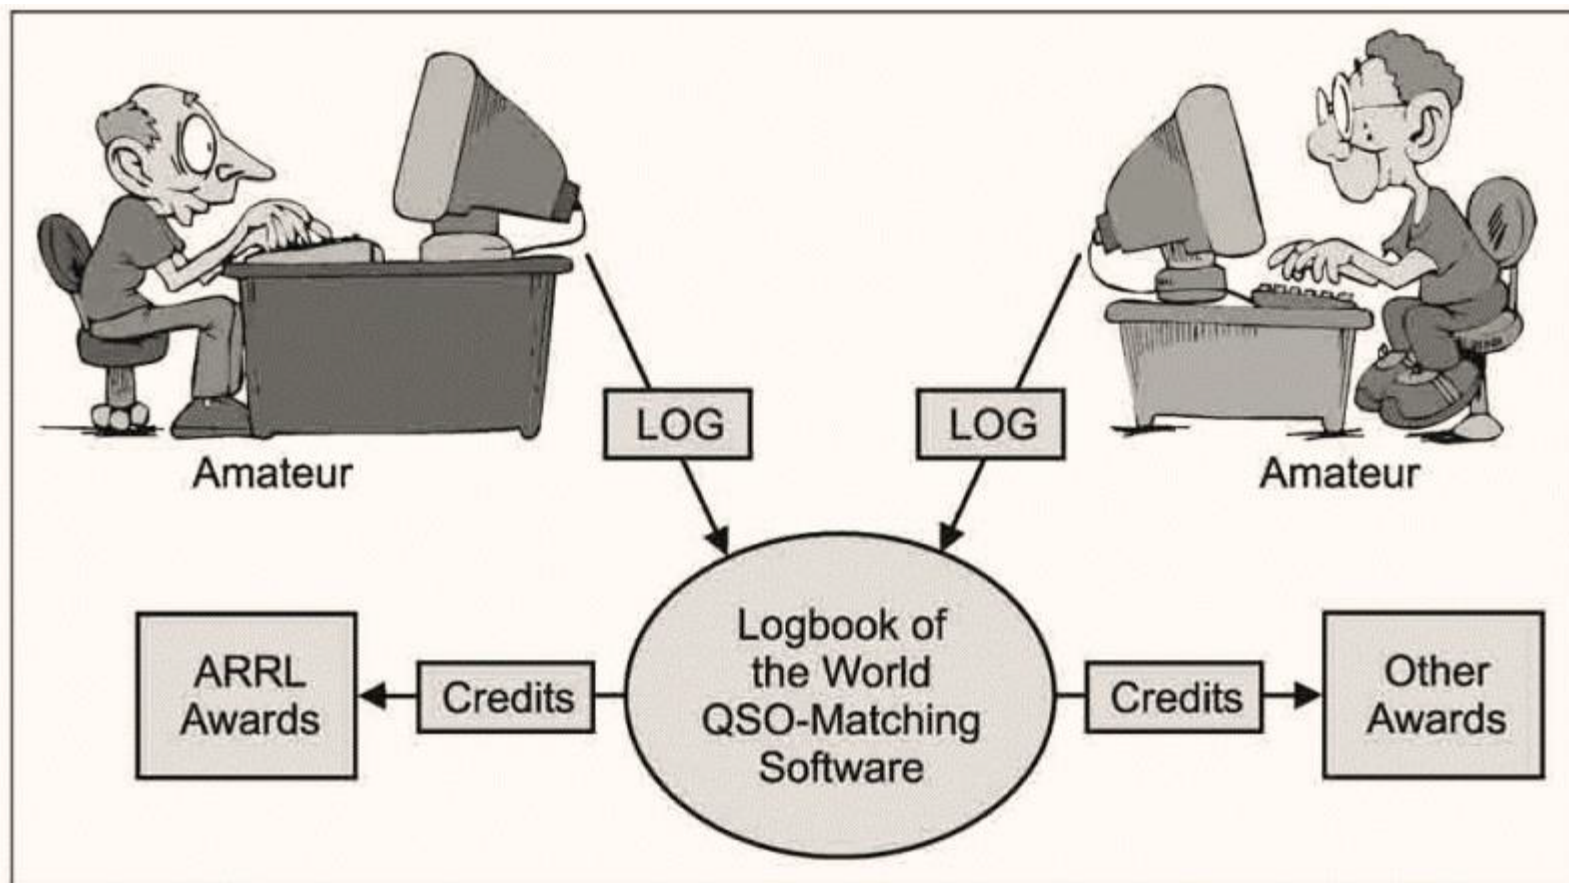 LOG
LOG
Amateur
Amateur
Logbook of
the World
QSO-Matching
Software
ARRL
Awards
Credits
Credits
Other
Awards